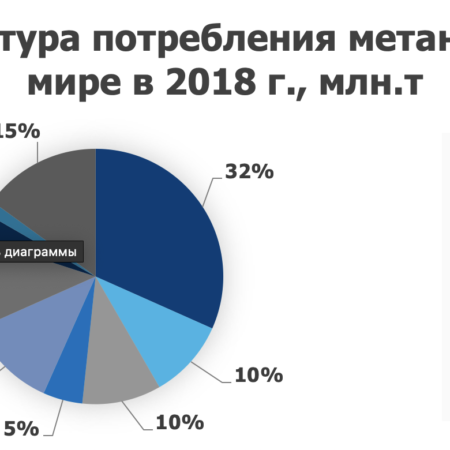 тура потребления метан
мире в 2018 г., млн.т
15%
32%
диаграммы
10%
10%
5%